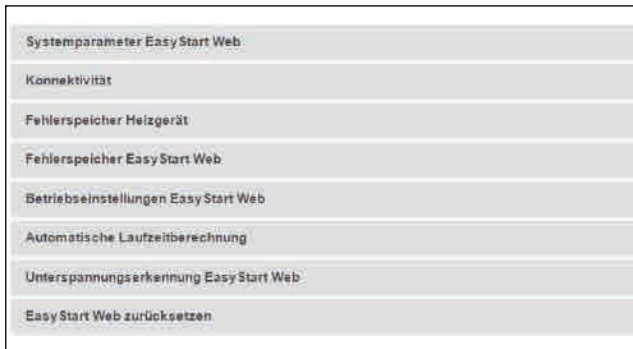 Systemparameter EasyStart Web
Konnektivität
Fehlerspeicher Heizgerät
Fehlerspeicher EasyStart Web
Betriebseinstellungen EasyStart Web
Automatische Laufzeitberechnung
Unterspannungserkennung EasyStart Web
EasyStart Web zurücksetzen